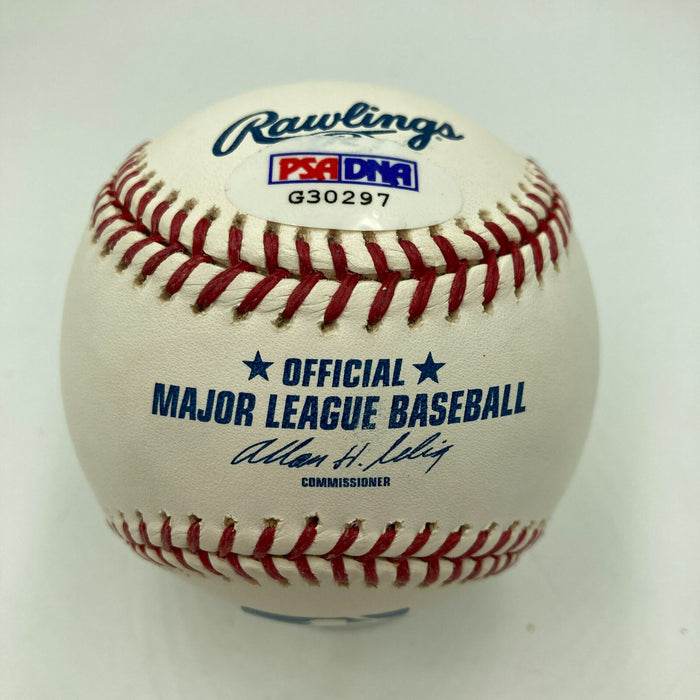 Rawlings
PSA DNA
G30297
★ OFFICIAL ★
MAJOR LEAGUE BASEBALL
Allan H. Selig
COMMISSIONER